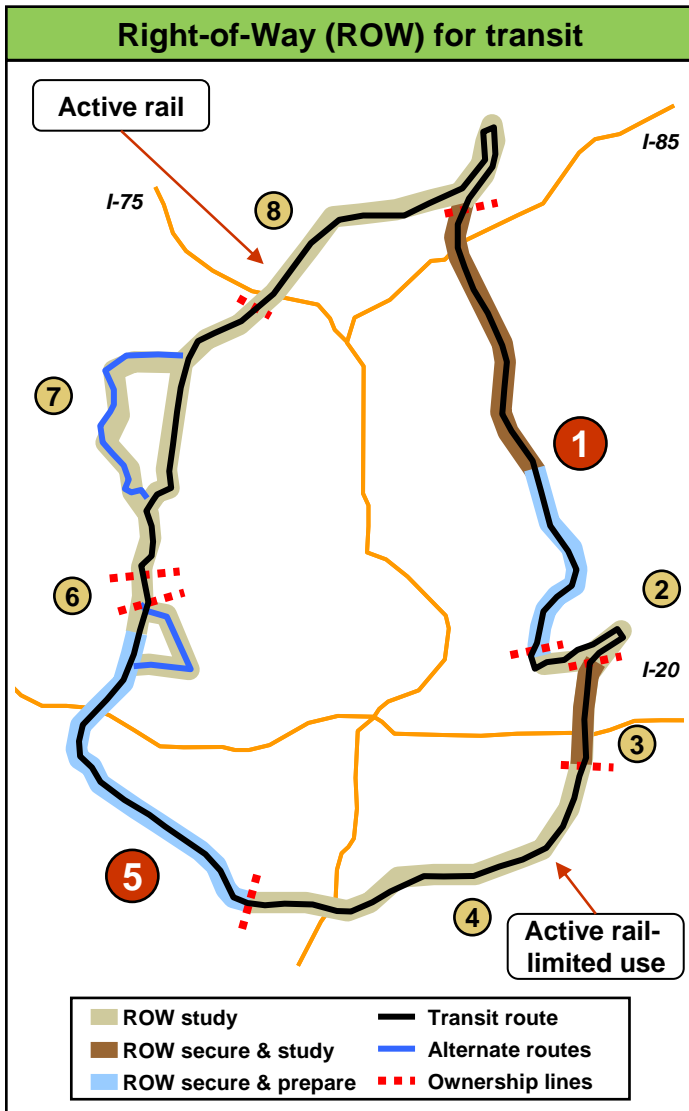 Right-of-Way (ROW) for transit
Active rail
I-85
I-75
8
7
1
6
2
I-20
3
5
4
Active rail-
limited use
ROW study
Transit route
ROW secure & study
Alternate routes
ROW secure & prepare
Ownership lines